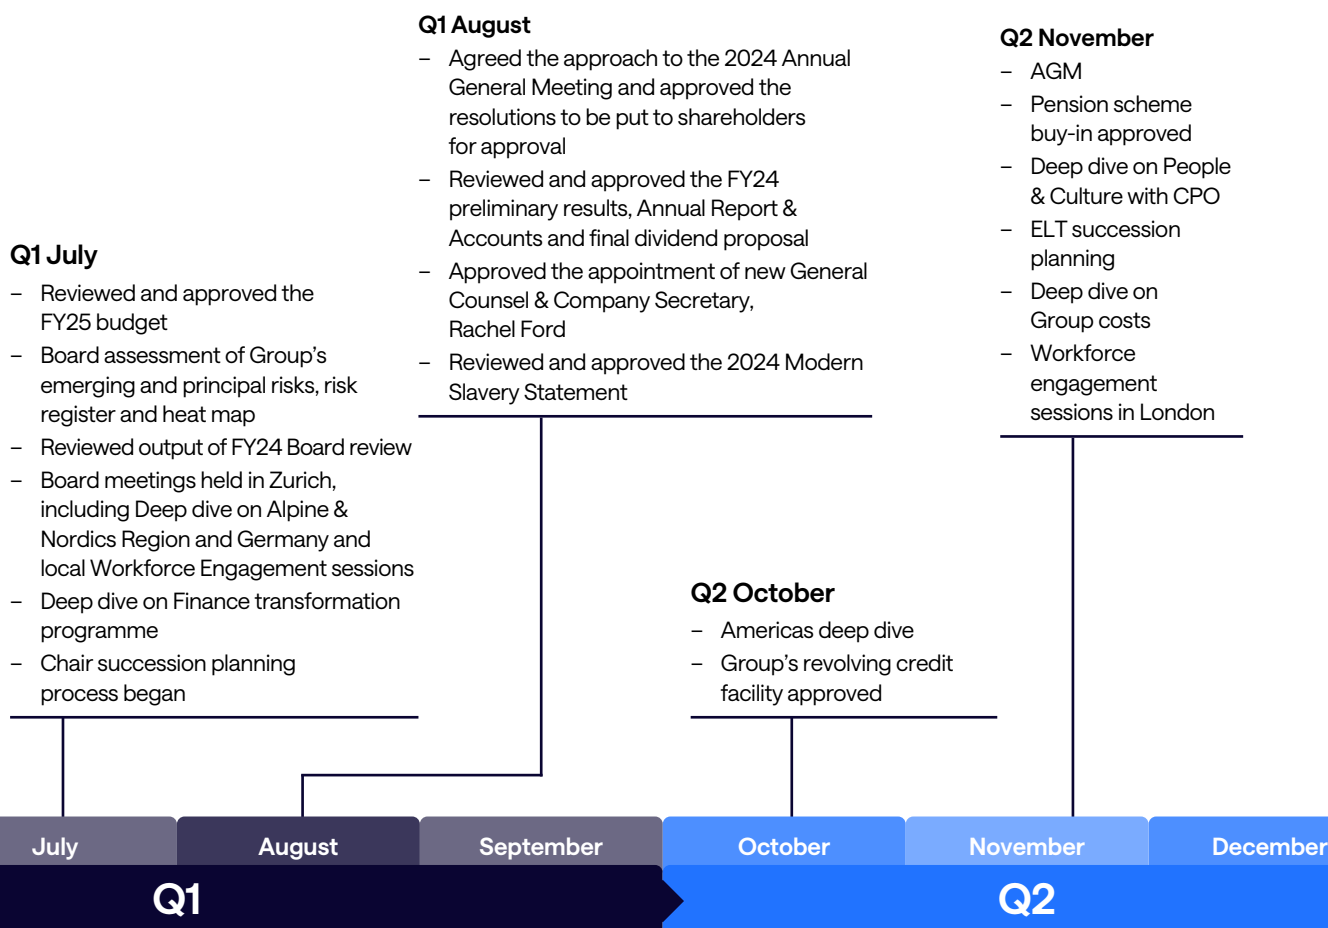 Q1 July
– Reviewed and approved the
FY25 budget
– Board assessment of Group’s
emerging and principal risks, risk
register and heat map
– Reviewed output of FY24 Board review
– Board meetings held in Zurich,
including Deep dive on Alpine &
Nordics Region and Germany and
local Workforce Engagement sessions
– Deep dive on Finance transformation
programme
– Chair succession planning
process began
Q1 August
– Agreed the approach to the 2024 Annual
General Meeting and approved the
resolutions to be put to shareholders
for approval
– Reviewed and approved the FY24
preliminary results, Annual Report &
Accounts and final dividend proposal
– Approved the appointment of new General
Counsel & Company Secretary,
Rachel Ford
– Reviewed and approved the 2024 Modern
Slavery Statement
Q2 October
– Americas deep dive
– Group’s revolving credit
facility approved
Q2 November
– AGM
– Pension scheme
buy-in approved
– Deep dive on People
& Culture with CPO
– ELT succession
planning
– Deep dive on
Group costs
– Workforce
engagement
sessions in London
July
August
September
October
November
December
Q1
Q2